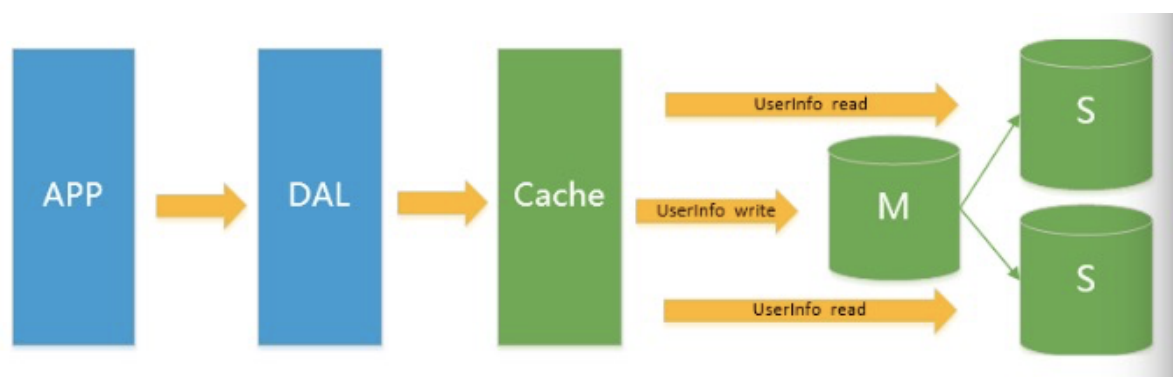 APP
DAL
Cache
UserInfo read
UserInfo write
UserInfo read
M
S
S